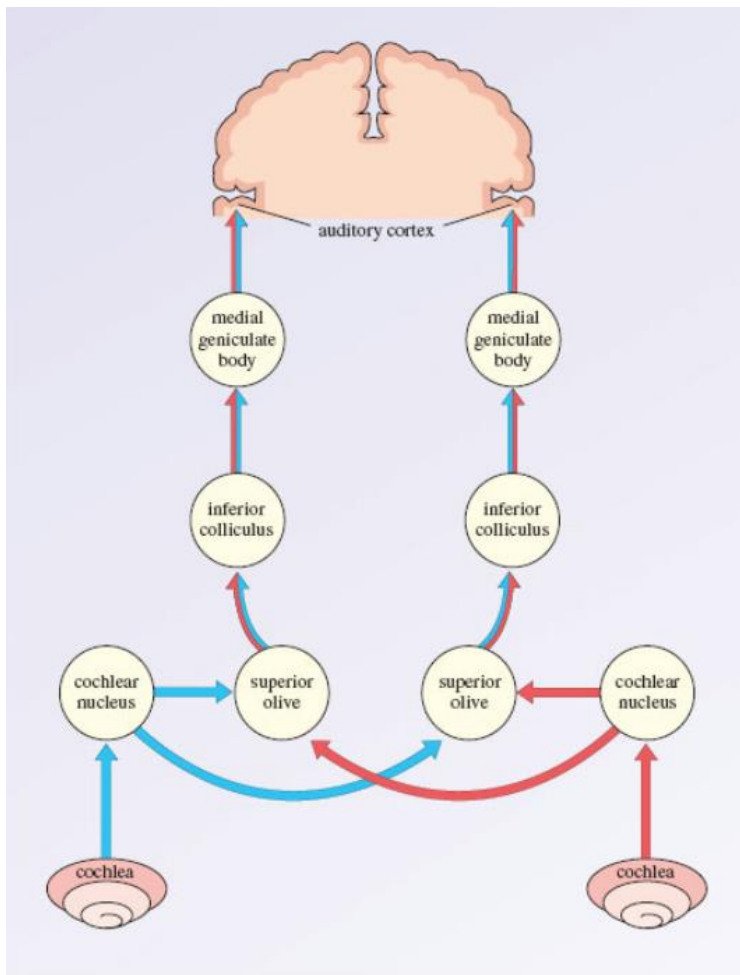 auditory cortex
medial
geniculate
body
medial
geniculate
body
inferior
colliculus
inferior
colliculus
cochlear
nucleus
superior
olive
superior
olive
cochlear
nucleus
cochlea
cochlea